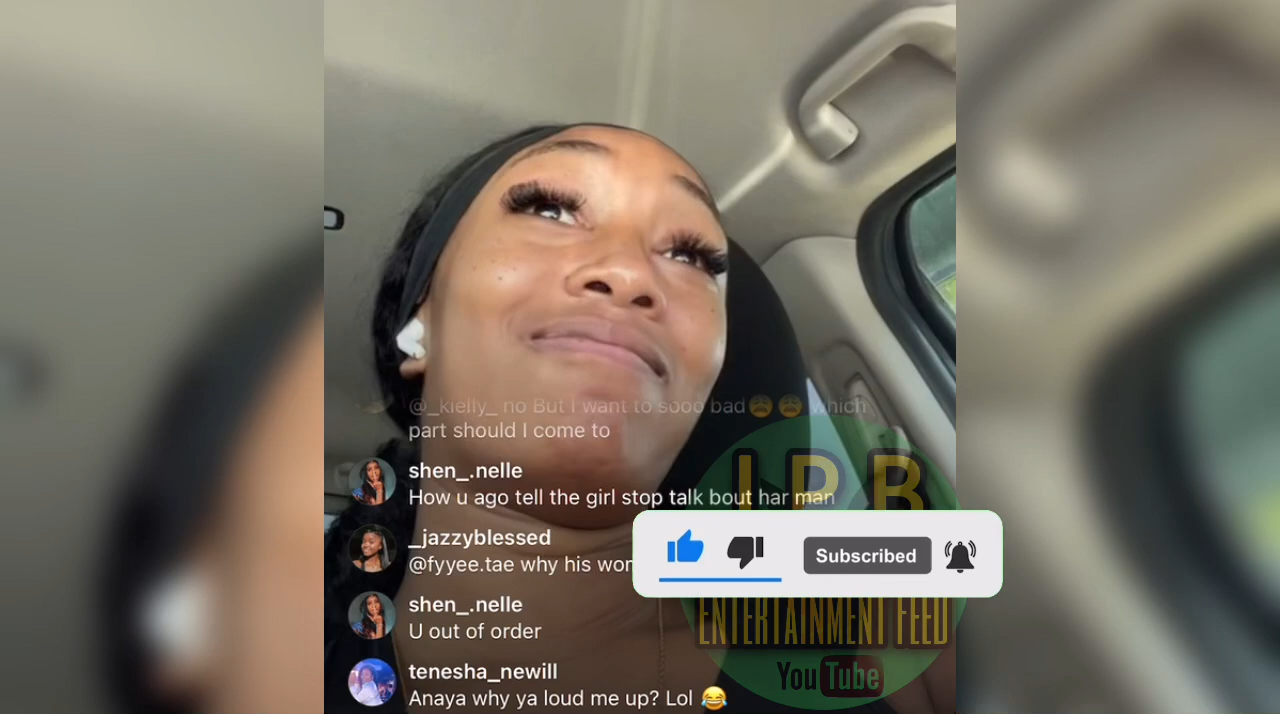 @_kielly_ no But I want to sooo bad😩😩 which
part should I come to
shen_.nelle
How u ago tell the girl stop talk bout har man
_jazzyblessed
@fyyee.tae why his
shen_.nelle
U out of order
tenesha_newill
Anaya why ya loud me up? Lol 😂
Subscribed
ENTERTAINMENT FEED
YouTube